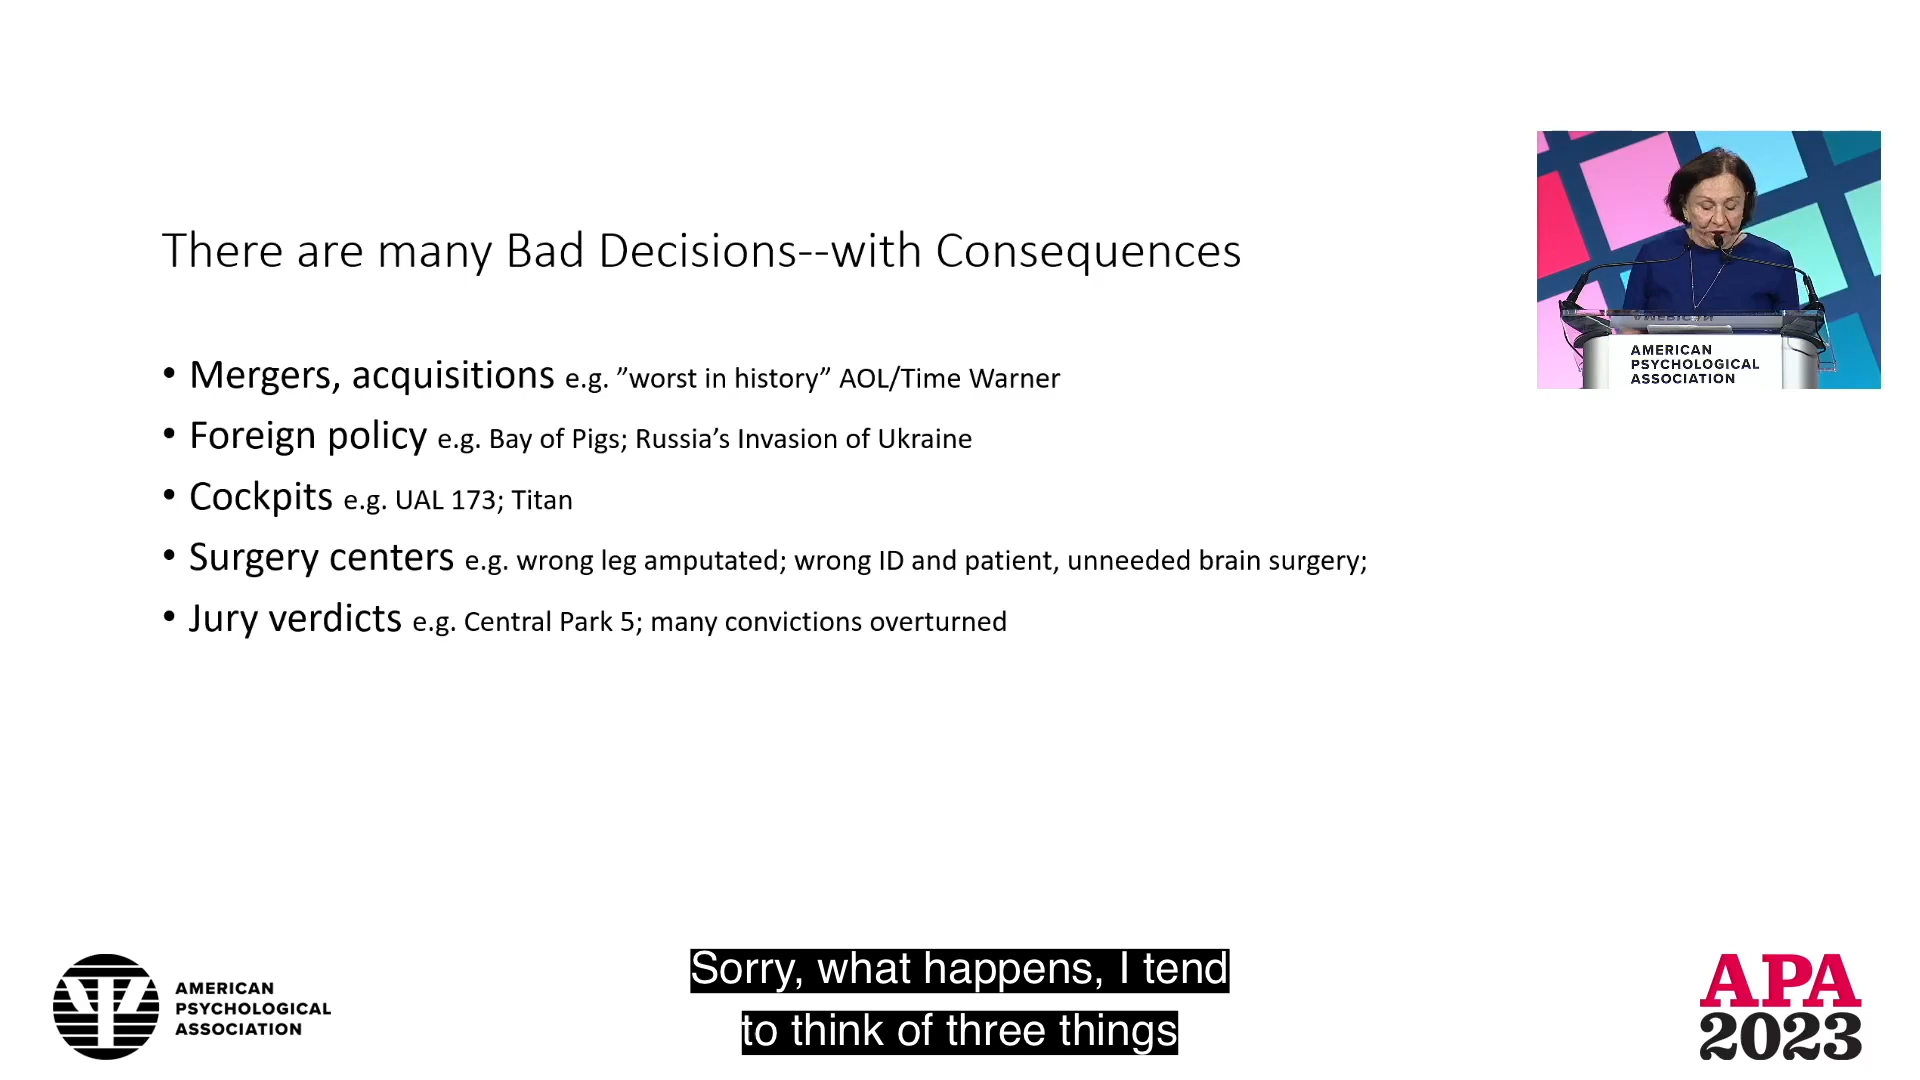 There are many Bad Decisions--with Consequences
• Mergers, acquisitions e.g. ”worst in history” AOL/Time Warner
• Foreign policy e.g. Bay of Pigs; Russia’s Invasion of Ukraine
• Cockpits e.g. UAL 173; Titan
• Surgery centers e.g. wrong leg amputated; wrong ID and patient, unneeded brain surgery;
• Jury verdicts e.g. Central Park 5; many convictions overturned
AMERICAN
PSYCHOLOGICAL
ASSOCIATION
AMERICAN
PSYCHOLOGICAL
ASSOCIATION
Sorry, what happens, I tend
to think of three things
APA
2023